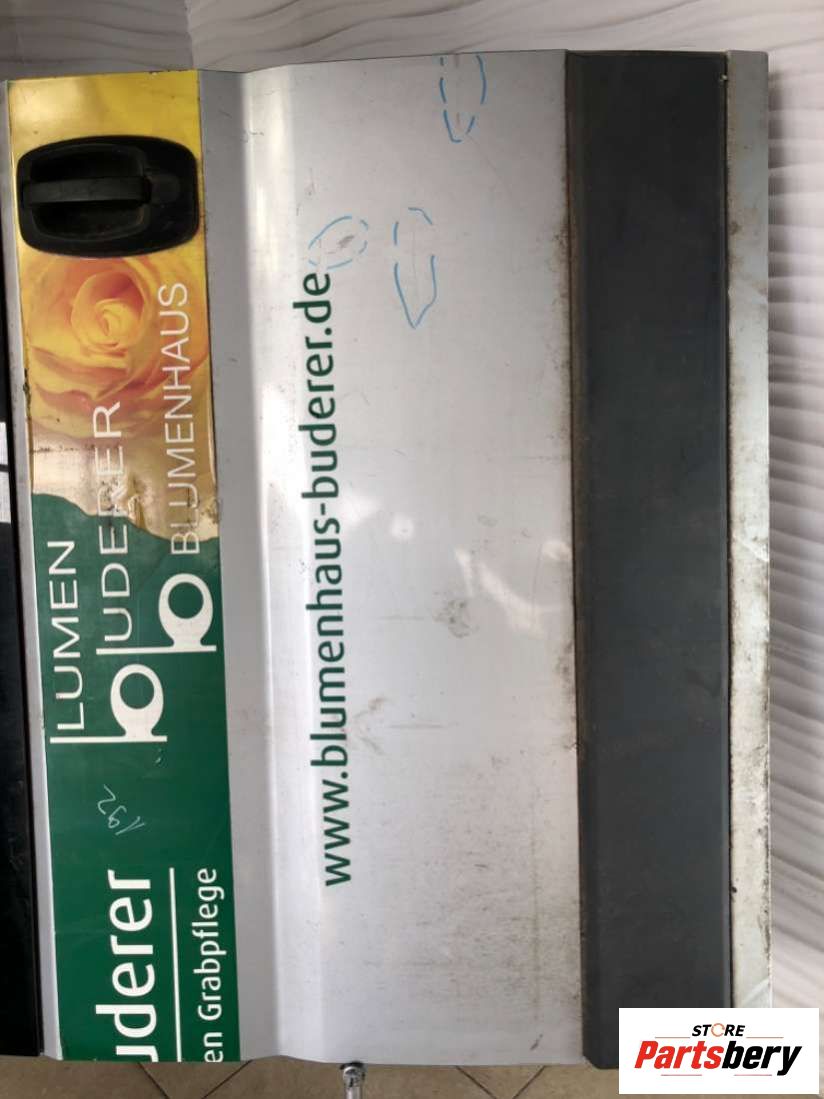 LUMEN
UDERER
BLUMENHAUS
uderer
en Grabpflege
www.blumenhaus-buderer.de
STORE
Partsbery